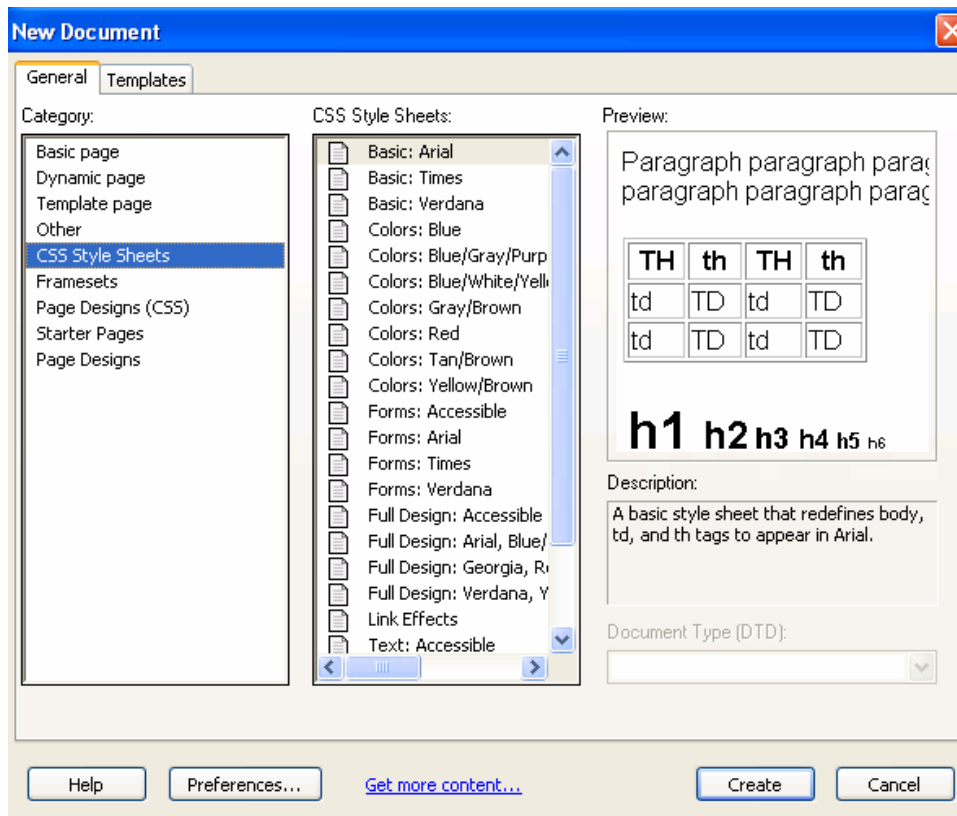 New Document
General
Templates
Category:
Basic page
Dynamic page
Template page
Other
CSS Style Sheets
Framesets
Page Designs (CSS)
Starter Pages
Page Designs
CSS Style Sheets:
Basic: Arial
Basic: Times
Basic: Verdana
Colors: Blue
Colors: Blue/Gray/Purp
Colors: Blue/White/Yell
Colors: Gray/Brown
Colors: Red
Colors: Tan/Brown
Colors: Yellow/Brown
Forms: Accessible
Forms: Arial
Forms: Times
Forms: Verdana
Full Design: Accessible
Full Design: Arial, Blue/
Full Design: Georgia, R
Full Design: Verdana, Y
Link Effects
Text: Accessible
Preview:
Paragraph paragraph parag
paragraph paragraph parag
TH th TH th
td TD td TD
td TD td TD
h1 h2 h3 h4 h5 h6
Description:
A basic style sheet that redefines body,
td, and th tags to appear in Arial.
Document Type (DTD):
Help
Preferences...
Get more content...
Create
Cancel